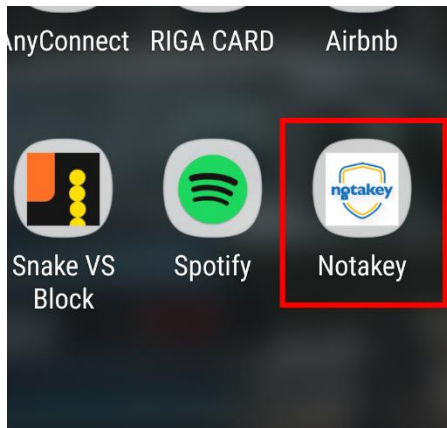 AnyConnect RIGA CARD Airbnb
notakey
Snake VS
Block
Spotify
Notakey